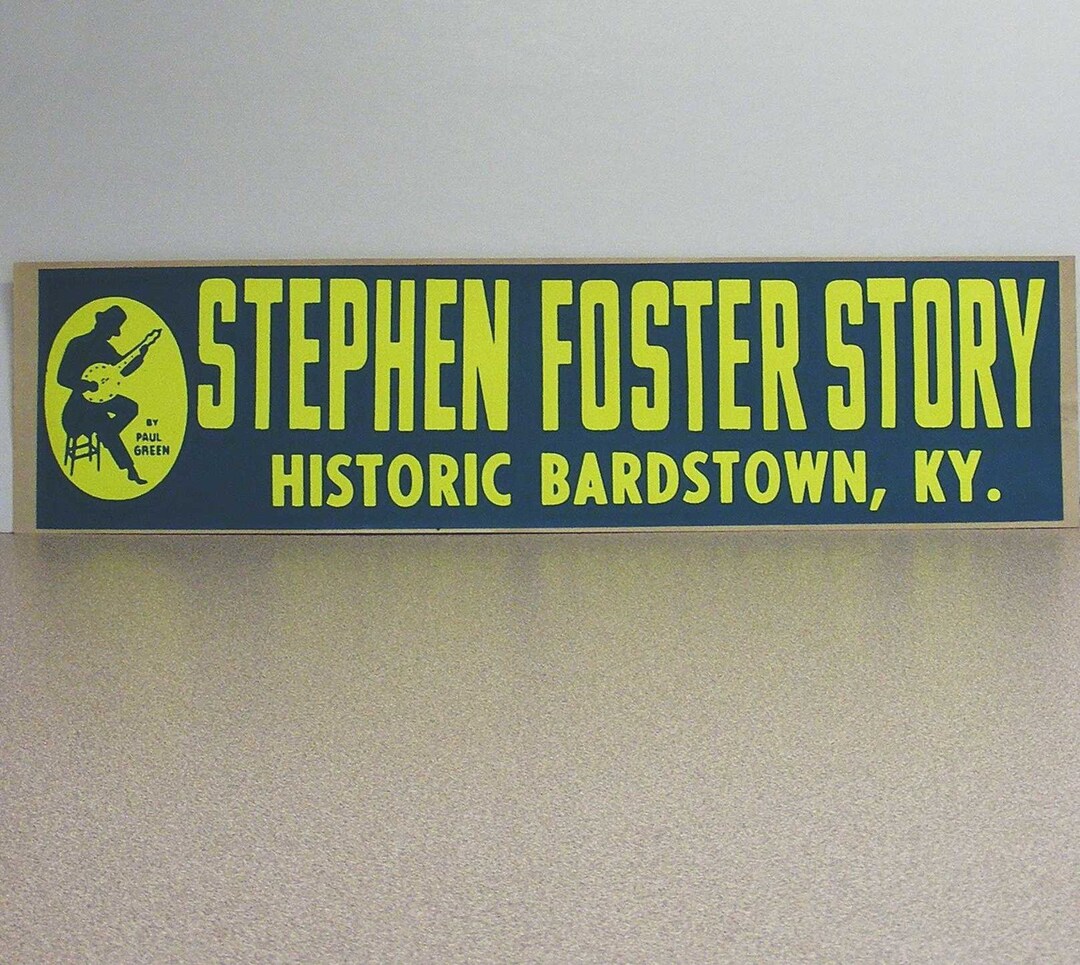 STEPHEN FOSTER STORY
BY
PAUL
GREEN
HISTORIC BARDSTOWN, KY.